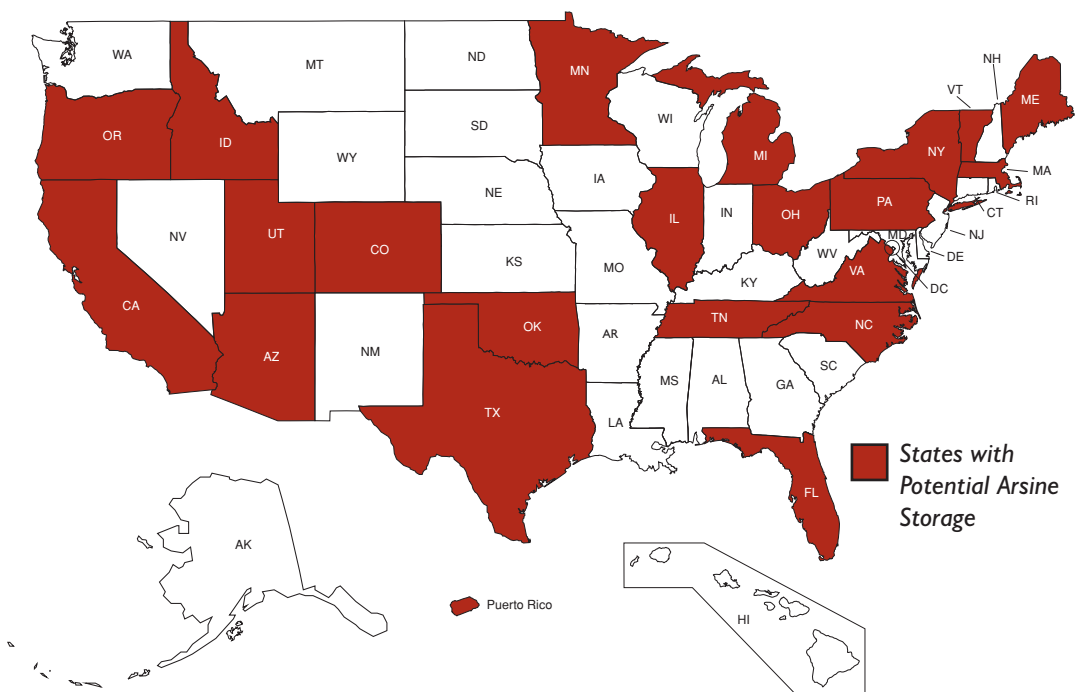 NH
WA
MT
ND
MN
VT
ME
OR
ID
SD
WI
NY
MA
WY
MI
RI
NE
IA
PA
CT
NV
UT
CO
IL
IN
OH
NJ
MD
DE
KS
MO
WV
VA
DC
CA
KY
OK
TN
NC
AZ
NM
AR
SC
MS
AL
GA
TX
LA
FL
States with
Potential Arsine
Storage
AK
Puerto Rico
HI